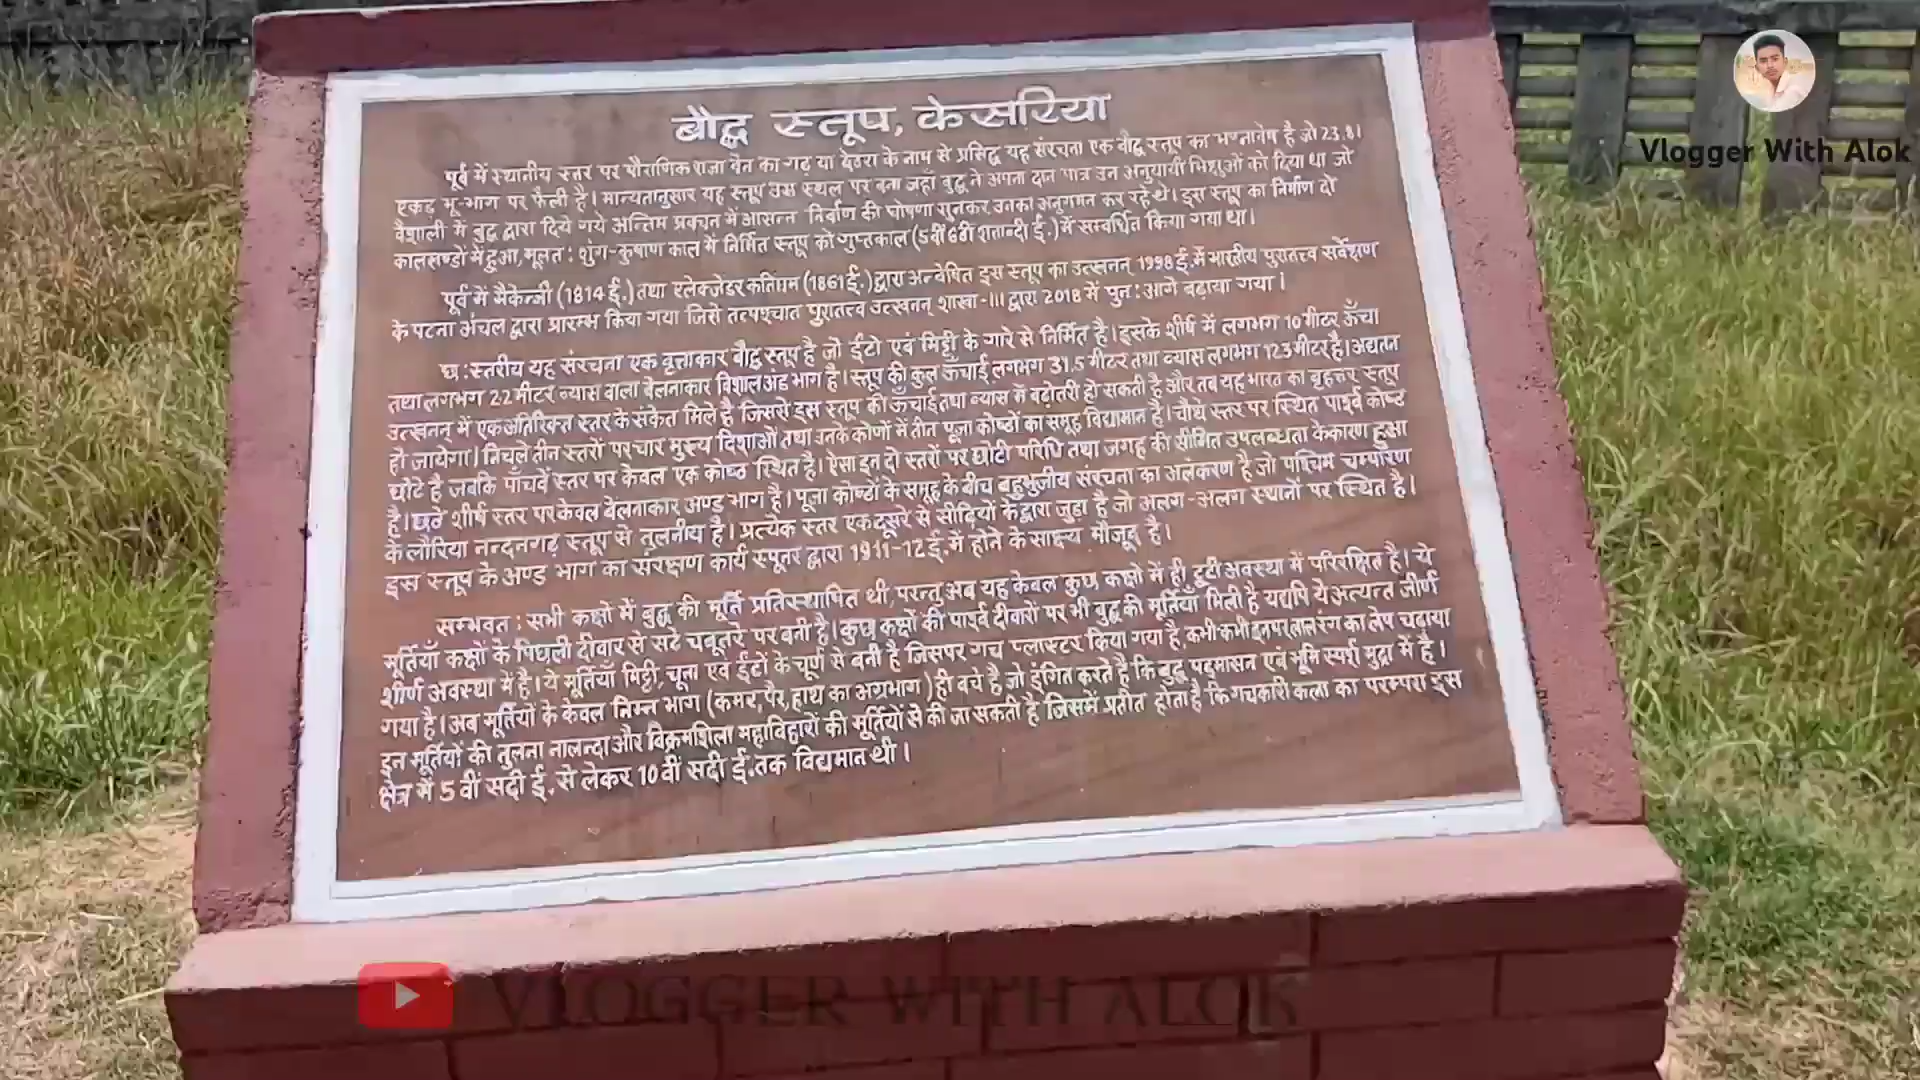 बौद्ध स्तूप, केसरिया
Vlogger With Alok
पूर्व में स्थानीय स्तर पर पौराणिक राजा वेन का गढ़ या देवरा के नाम से प्रसिद्ध यह संरचना एक बौद्ध स्तूप का भग्नावेष है जो 23.81
एकड़ भू-भाग पर फैली है। मान्यतानुसार यह स्तूप उस स्थल पर बना जहाँ बुद्ध ने अपना दान पात्र उन अनुयायी भिक्षुओं को दिया था जो
वैशाली में बुद्ध द्वारा दिये गये अन्तिम प्रवचन में आसन्न निर्वाण की घोषणा सुनकर उनका अनुगमन कर रहे थे। इस स्तूप का निर्माण दो
कालखण्डों में हुआ, मूलत: शुंग-कुषाण काल में निर्मित स्तूप को गुप्तकाल (5वीं 6वीं शताब्दी ई.) में सम्वर्धित किया गया था।
पूर्व में मैकेन्जी (1814 ई.) तथा एलेक्जेडर कनिंघम (1861 ई.) द्वारा अन्वेषित इस स्तूप का उत्खनन् 1998 ई. में भारतीय पुरातत्त्व सर्वेक्षण
के पटना अंचल द्वारा प्रारम्भ किया गया जिसे तत्पश्चात पुरातत्त्व उत्खनन् शाखा-III द्वारा 2018 में पुन: आगे बढ़ाया गया।
छ: स्तरीय यह संरचना एक वृत्ताकार बौद्ध स्तूप है जो ईंटो एवं मिट्टी के गारे से निर्मित है। इसके शीर्ष में लगभग 10 मीटर ऊँचा
तथा लगभग 22 मीटर व्यास वाला बेलनाकार विशाल अंड भाग है। स्तूप की कुल ऊँचाई लगभग 31.5 मीटर तथा व्यास लगभग 123 मीटर है। अद्यतन
उत्खनन् में एक अतिरिक्त स्तर के संकेत मिले है जिससे इस स्तूप की ऊँचाई तथा व्यास में बढ़ोतरी हो सकती है और तब यह भारत का बृहत्तर स्तूप
हो जायेगा। निचले तीन स्तरों पर चार मुख्य दिशाओं तथा उनके कोणों में तीन पूजा कोष्ठों का समूह विद्यमान है। चौथे स्तर पर स्थित पार्श्व कोष्ठ
छोटे है जबकि पाँचवें स्तर पर केवल एक कोष्ठ स्थित है। ऐसा इन दो स्तरों पर छोटी परिधि तथा जगह की सीमित उपलब्धता के कारण हुआ
है। छठे शीर्ष स्तर पर केवल बेलनाकार अण्ड भाग है। पूजा कोष्ठों के समूह के बीच बहुभुजीय संरचना का अलंकरण है जो पश्चिम चम्पारण
के लौरिया नन्दनगढ़ स्तूप से तुलनीय है। प्रत्येक स्तर एक दूसरे से सीढ़ियों के द्वारा जुड़ा है जो अलग-अलग स्थानों पर स्थित है।
इस स्तूप के अण्ड भाग का संरक्षण कार्य स्पूनर द्वारा 1911-12 ई. में होने के साक्ष्य मौजूद है।
सम्भवत: सभी कक्षों में बुद्ध की मूर्ति प्रतिस्थापित थी, परन्तु अब यह केवल कुछ कक्षों में ही टूटी अवस्था में परिरक्षित है। ये
मूर्तियाँ कक्षों के पिछली दीवार से सटे चबूतरे पर बनी है। कुछ कक्षों की पार्श्व दीवारों पर भी बुद्ध की मूर्तियाँ मिली है यद्यपि ये अत्यन्त जीर्ण
शीर्ण अवस्था में है। ये मूर्तियाँ मिट्टी, चूना एवं ईंटों के चूर्ण से बनी है जिसपर गच प्लास्टर किया गया है, कभी कभी इनपर लाल रंग का लेप चढ़ाया
गया है। अब मूर्तियों के केवल निम्न भाग (कमर, पैर, हाथ का अग्रभाग) ही बचे है जो इंगित करते है कि बुद्ध पद्मासन एवं भूमि स्पर्श मुद्रा में है।
इन मूर्तियों की तुलना नालन्दा और विक्रमशिला महाविहारों की मूर्तियों से की जा सकती है जिसमें प्रतीत होता है कि गचकारी कला का परम्परा इस
क्षेत्र में 5 वीं सदी ई. से लेकर 10 वीं सदी ई. तक विद्यमान थी।
VLOGGER WITH ALOK